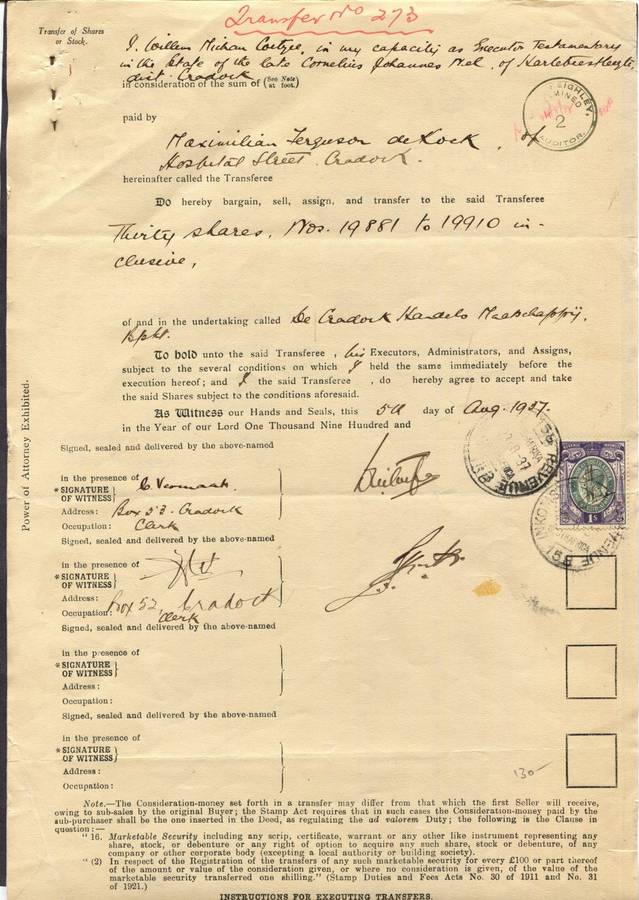 Transfer No 273
Transfer of Shares
or Stock.
I, Willem Michau Coetzee, in my capacity as Executor Testamentary
in the Estate of the late Cornelius Johannes Nel, of
dist. Cradock
in consideration of the sum of (See Note at foot.)
EIGHLEY,
2
AUDITOR.
paid by
Maximilian Ferguson de Kock, of
Hospital Street, Cradock.
hereinafter called the Transferee
Do hereby bargain, sell, assign, and transfer to the said Transferee
Thirty shares, Nos. 19881 to 19910 in-
clusive,
of and in the undertaking called De Cradock Handels Maatschappij,
Bpkt.
To hold unto the said Transferee, his Executors, Administrators, and Assigns,
subject to the several conditions on which I held the same immediately before the
execution hereof; and I the said Transferee, do hereby agree to accept and take
the said Shares subject to the conditions aforesaid.
As Witness our Hands and Seals, this 5th day of Aug. 1937.
in the Year of our Lord One Thousand Nine Hundred and
Power of Attorney Exhibited.
Signed, sealed and delivered by the above-named
in the presence of
*SIGNATURE
OF WITNESS
Address: Box 53 Cradock
Occupation: Clerk
REVENUE
1s
Signed, sealed and delivered by the above-named
in the presence of
*SIGNATURE
OF WITNESS
Address:
Box 52, Cradock
Occupation: Clerk
Signed, sealed and delivered by the above-named
in the presence of
*SIGNATURE
OF WITNESS
Address:
Occupation:
Signed, sealed and delivered by the above-named
in the presence of
*SIGNATURE
OF WITNESS
Address:
Occupation:
130-
Note.—The Consideration-money set forth in a transfer may differ from that which the first Seller will receive,
owing to sub-sales by the original Buyer; the Stamp Act requires that in such cases the Consideration-money paid by the
sub-purchaser shall be the one inserted in the Deed, as regulating the ad valorem Duty; the following is the Clause in
question:—
"16. Marketable Security including any scrip, certificate, warrant or any other like instrument representing any
share, stock, or debenture or any right of option to acquire any such share, stock or debenture, of any
company or other corporate body (excepting a local authority or building society).
"(2) In respect of the Registration of the transfers of any such marketable security for every £100 or part thereof
of the amount or value of the consideration given, or where no consideration is given, of the value of the
marketable security transferred one shilling." (Stamp Duties and Fees Acts No. 30 of 1911 and No. 31
of 1921.)
INSTRUCTIONS FOR EXECUTING TRANSFERS.